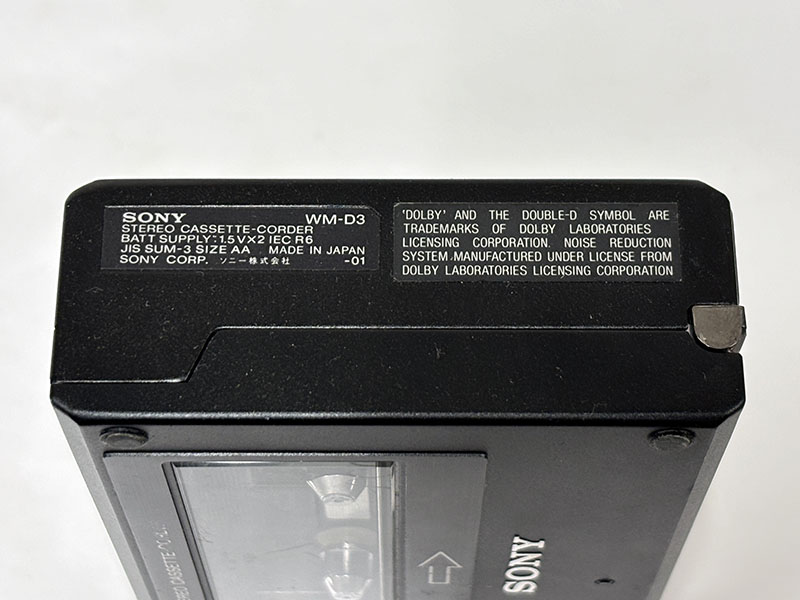 SONY WM-D3
STEREO CASSETTE-CORDER
BATT SUPPLY:1.5VX2 IEC R6
JIS SUM-3 SIZE AA MADE IN JAPAN
SONY CORP. ソニー株式会社 -01
'DOLBY' AND THE DOUBLE-D SYMBOL ARE
TRADEMARKS OF DOLBY LABORATORIES
LICENSING CORPORATION. NOISE REDUCTION
SYSTEM MANUFACTURED UNDER LICENSE FROM
DOLBY LABORATORIES LICENSING CORPORATION
CASSETTE
SONY